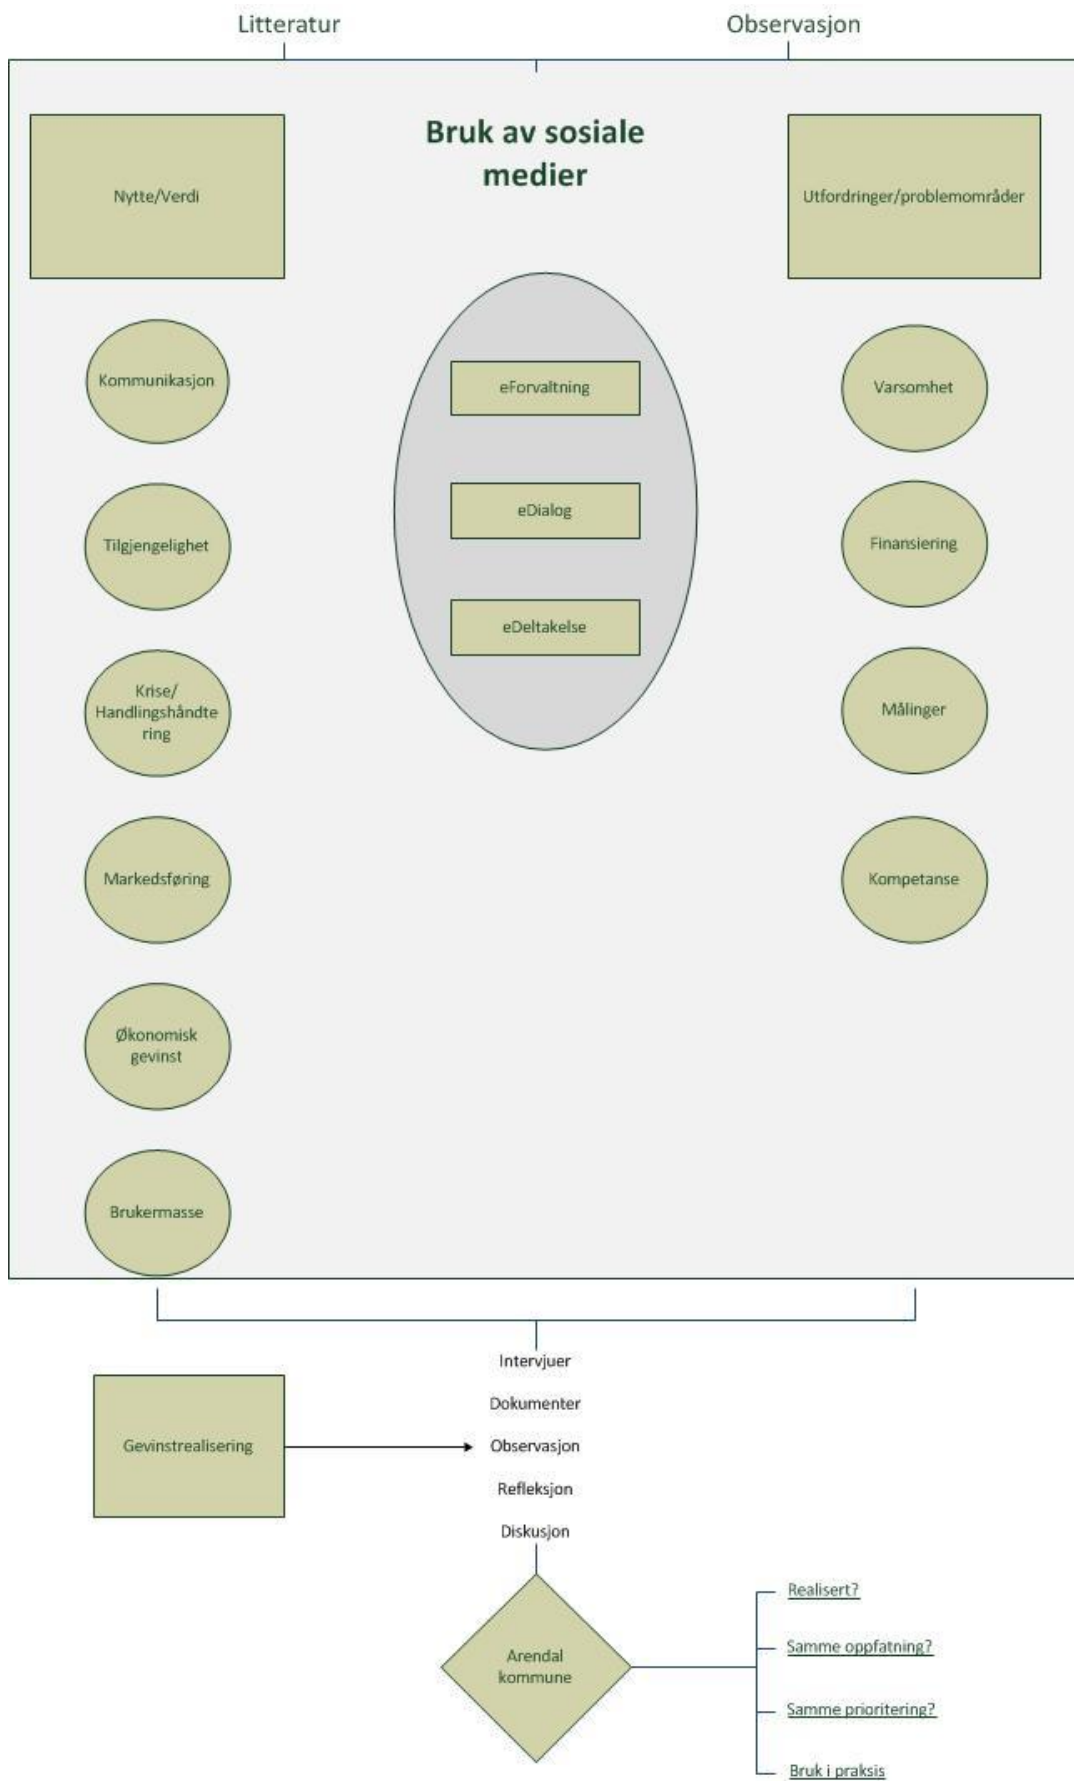 Litteratur
Observasjon
Bruk av sosiale
medier
Nytte/Verdi
Utfordringer/problemområder
Kommunikasjon
Tilgjengelighet
Krise/
Handlingshåndte
ring
Markedsføring
Økonomisk
gevinst
Brukermasse
eForvaltning
eDialog
eDeltakelse
Varsomhet
Finansiering
Målinger
Kompetanse
Intervjuer
Dokumenter
Gevinstrealisering
Observasjon
Refleksjon
Diskusjon
Arendal
kommune
Realisert?
Samme oppfatning?
Samme prioritering?
Bruk i praksis